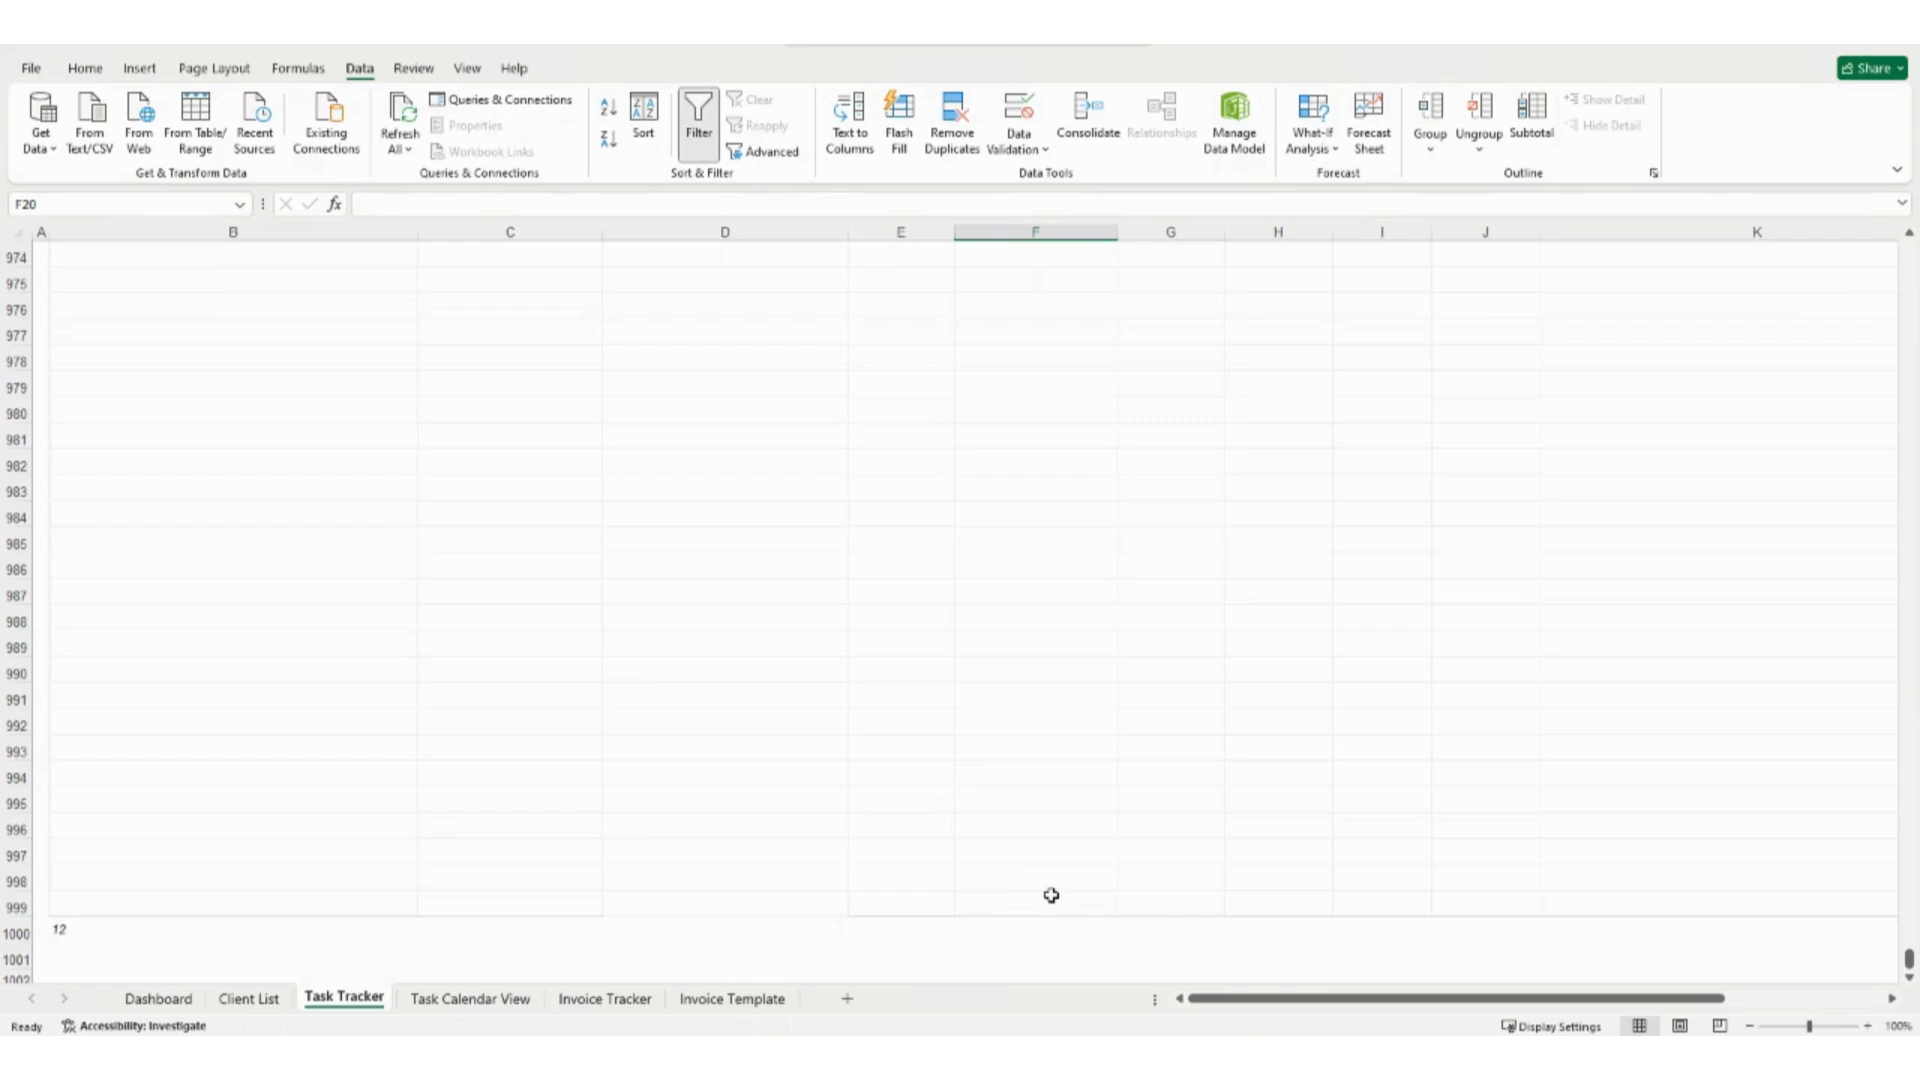 File Home Insert Page Layout Formulas Data Review View Help Share
Get Data From Text/CSV From Web From Table/ Range Recent Sources Existing Connections
Get & Transform Data
Refresh All Queries & Connections Properties Workbook Links
Queries & Connections
Sort Filter Clear Reapply Advanced
Sort & Filter
Text to Columns Flash Fill Remove Duplicates Data Validation Consolidate Relationships Manage Data Model
Data Tools
What-If Analysis Forecast Sheet
Forecast
Group Ungroup Subtotal Show Detail Hide Detail
Outline
F20 fx
A B C D E F G H I J K
974
975
976
977
978
979
980
981
982
983
984
985
986
987
988
989
990
991
992
993
994
995
996
997
998
999
1000 12
1001
1002
Dashboard Client List Task Tracker Task Calendar View Invoice Tracker Invoice Template
Ready Accessibility: Investigate Display Settings 100%